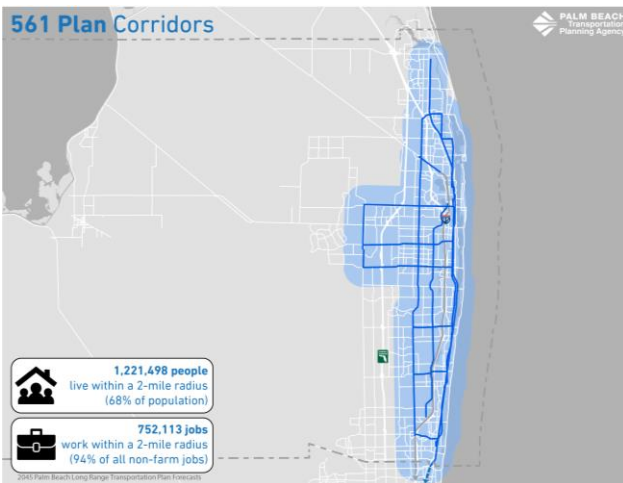 561 Plan Corridors
PALM BEACH
Transportation
Planning Agency
1,221,498 people
live within a 2-mile radius
(68% of population)
752,113 jobs
work within a 2-mile radius
(94% of all non-farm jobs)
2045 Palm Beach Long Range Transportation Plan Forecasts